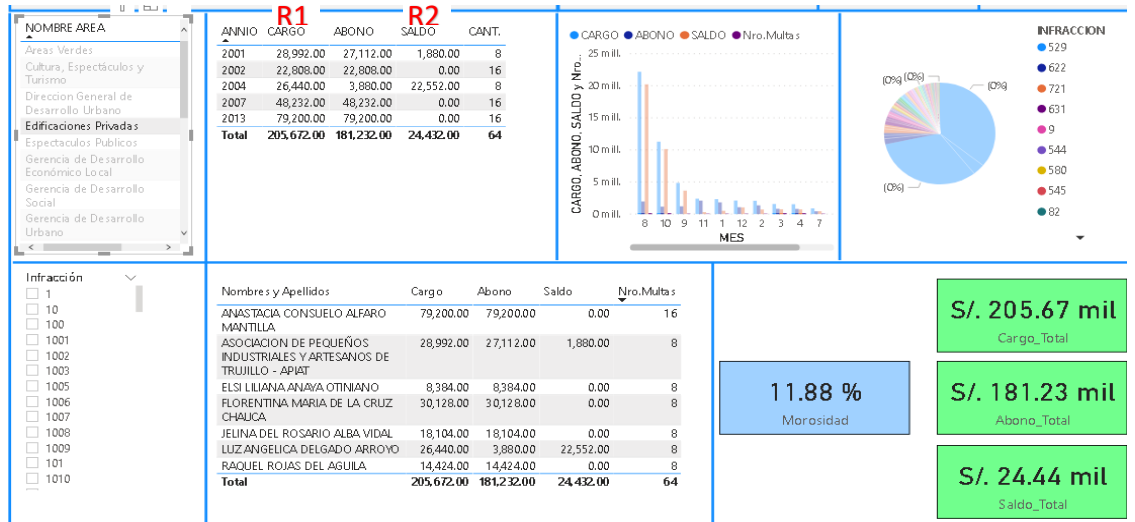 R1 R2
NOMBRE AREA
Areas Verdes
Cultura, Espectáculos y
Turismo
Direccion General de
Desarrollo Urbano
Edificaciones Privadas
Espectaculos Publicos
Gerencia de Desarrollo
Económico Local
Gerencia de Desarrollo
Social
Gerencia de Desarrollo
Urbano
ANNIO CARGO ABONO SALDO CANT.
2001 28,992.00 27,112.00 1,880.00 8
2002 22,808.00 22,808.00 0.00 16
2004 26,440.00 3,880.00 22,552.00 8
2007 48,232.00 48,232.00 0.00 16
2013 79,200.00 79,200.00 0.00 16
Total 205,672.00 181,232.00 24,432.00 64
CARGO ABONO SALDO Nro.Multas
CARGO, ABONO, SALDO y Nro...
25 mill.
20 mill.
15 mill.
10 mill.
5 mill.
0 mill.
8 10 9 11 1 12 2 3 4 7
MES
(0%) (0%) (0%)
(0%)
INFRACCION
529
622
721
631
9
544
580
545
82
Infracción
1
10
100
1001
1002
1003
1005
1006
1007
1008
1009
101
1010
Nombres y Apellidos Cargo Abono Saldo Nro.Multas
ANASTACIA CONSUELO ALFARO 79,200.00 79,200.00 0.00 16
MANTILLA
ASOCIACION DE PEQUEÑOS 28,992.00 27,112.00 1,880.00 8
INDUSTRIALES Y ARTESANOS DE
TRUJILLO - APIAT
ELSI LILIANA ANAYA OTINIANO 8,384.00 8,384.00 0.00 8
FLORENTINA MARIA DE LA CRUZ 30,128.00 30,128.00 0.00 8
CHAUCA
JELINA DEL ROSARIO ALBA VIDAL 18,104.00 18,104.00 0.00 8
LUZ ANGELICA DELGADO ARROYO 26,440.00 3,880.00 22,552.00 8
RAQUEL ROJAS DEL AGUILA 14,424.00 14,424.00 0.00 8
Total 205,672.00 181,232.00 24,432.00 64
11.88 %
Morosidad
S/. 205.67 mil
Cargo_Total
S/. 181.23 mil
Abono_Total
S/. 24.44 mil
Saldo_Total